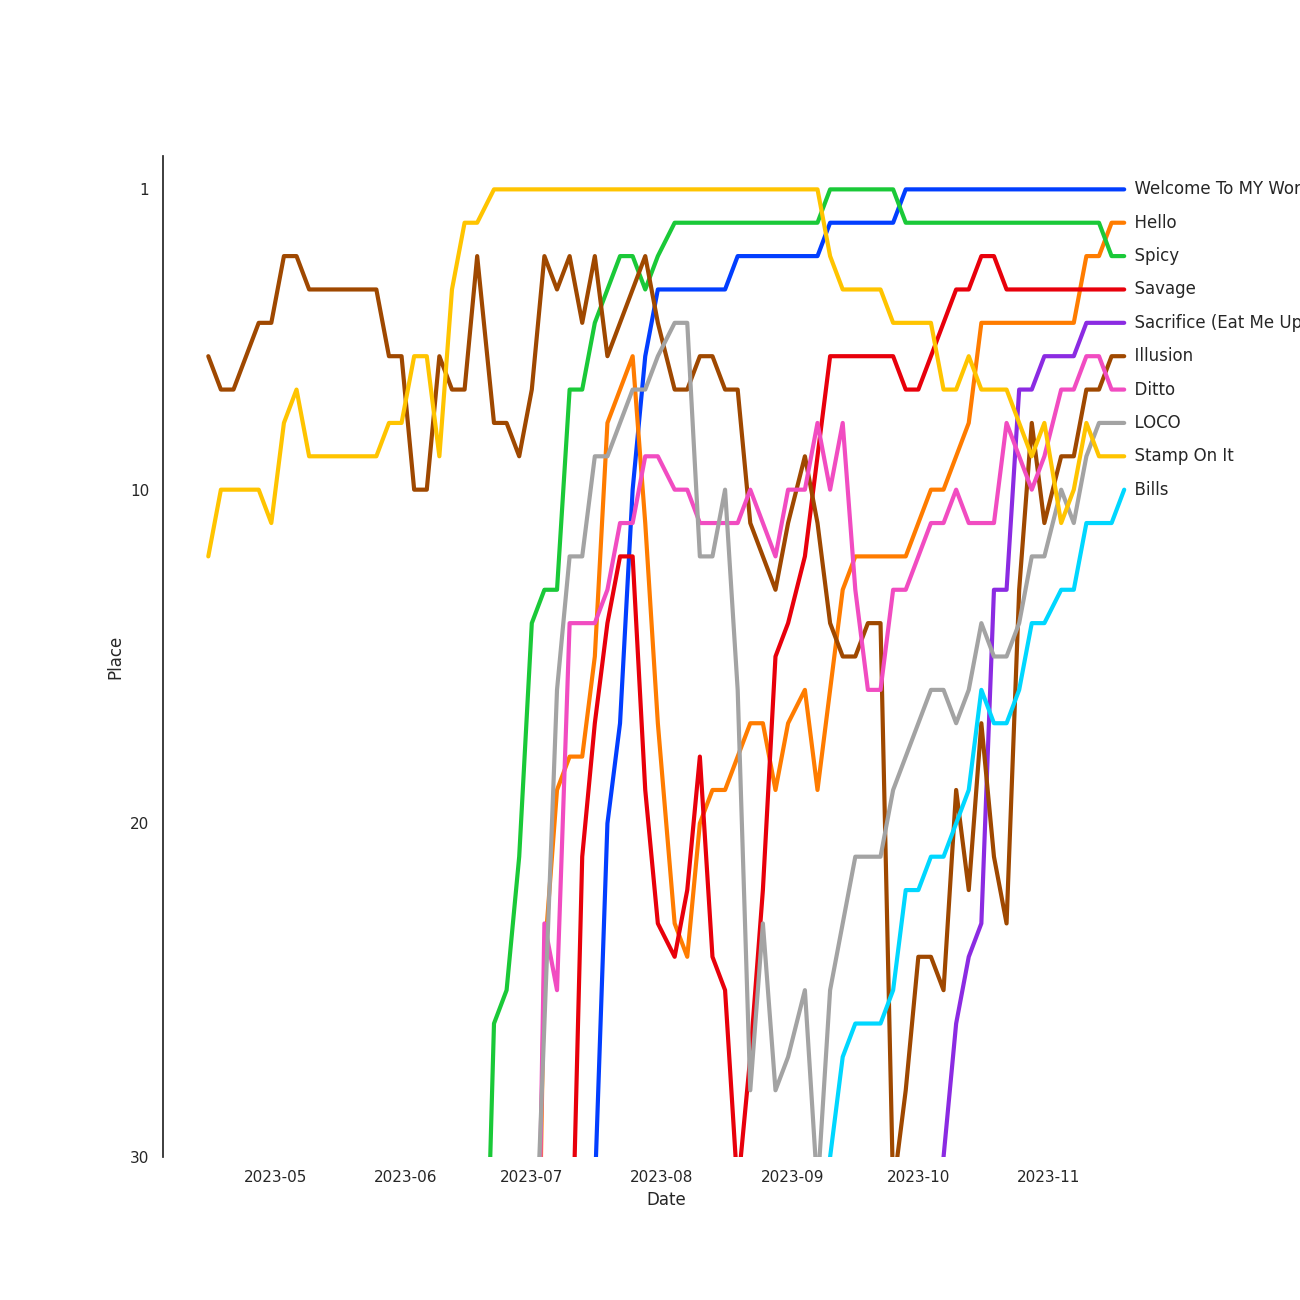 1
Welcome To MY Wor
Hello
Spicy
Savage
Sacrifice (Eat Me Up
Illusion
Ditto
LOCO
Stamp On It
10
Bills
Place
20
30
2023-05 2023-06 2023-07 2023-08 2023-09 2023-10 2023-11
Date